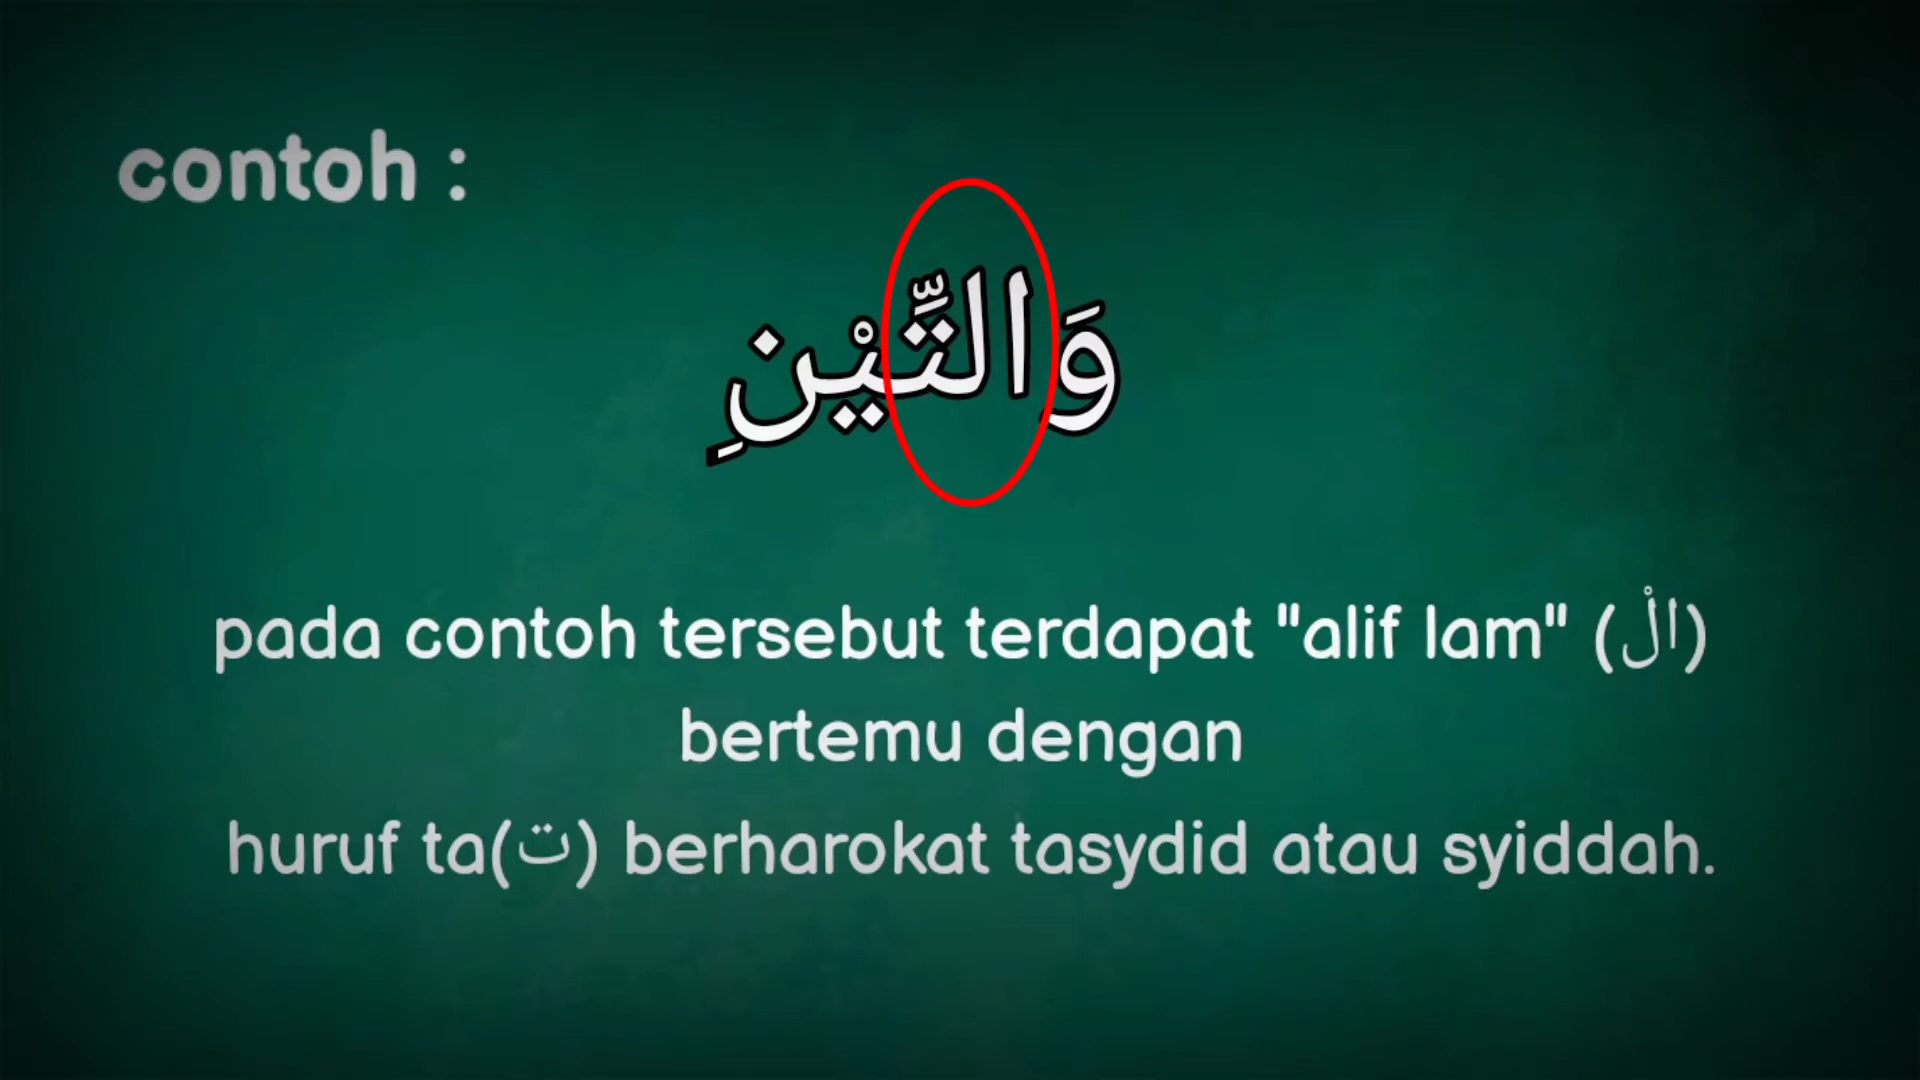 contoh :
وَالتِّيْنِ
pada contoh tersebut terdapat "alif lam" (الْ)
bertemu dengan
huruf ta(ت) berharokat tasydid atau syiddah.